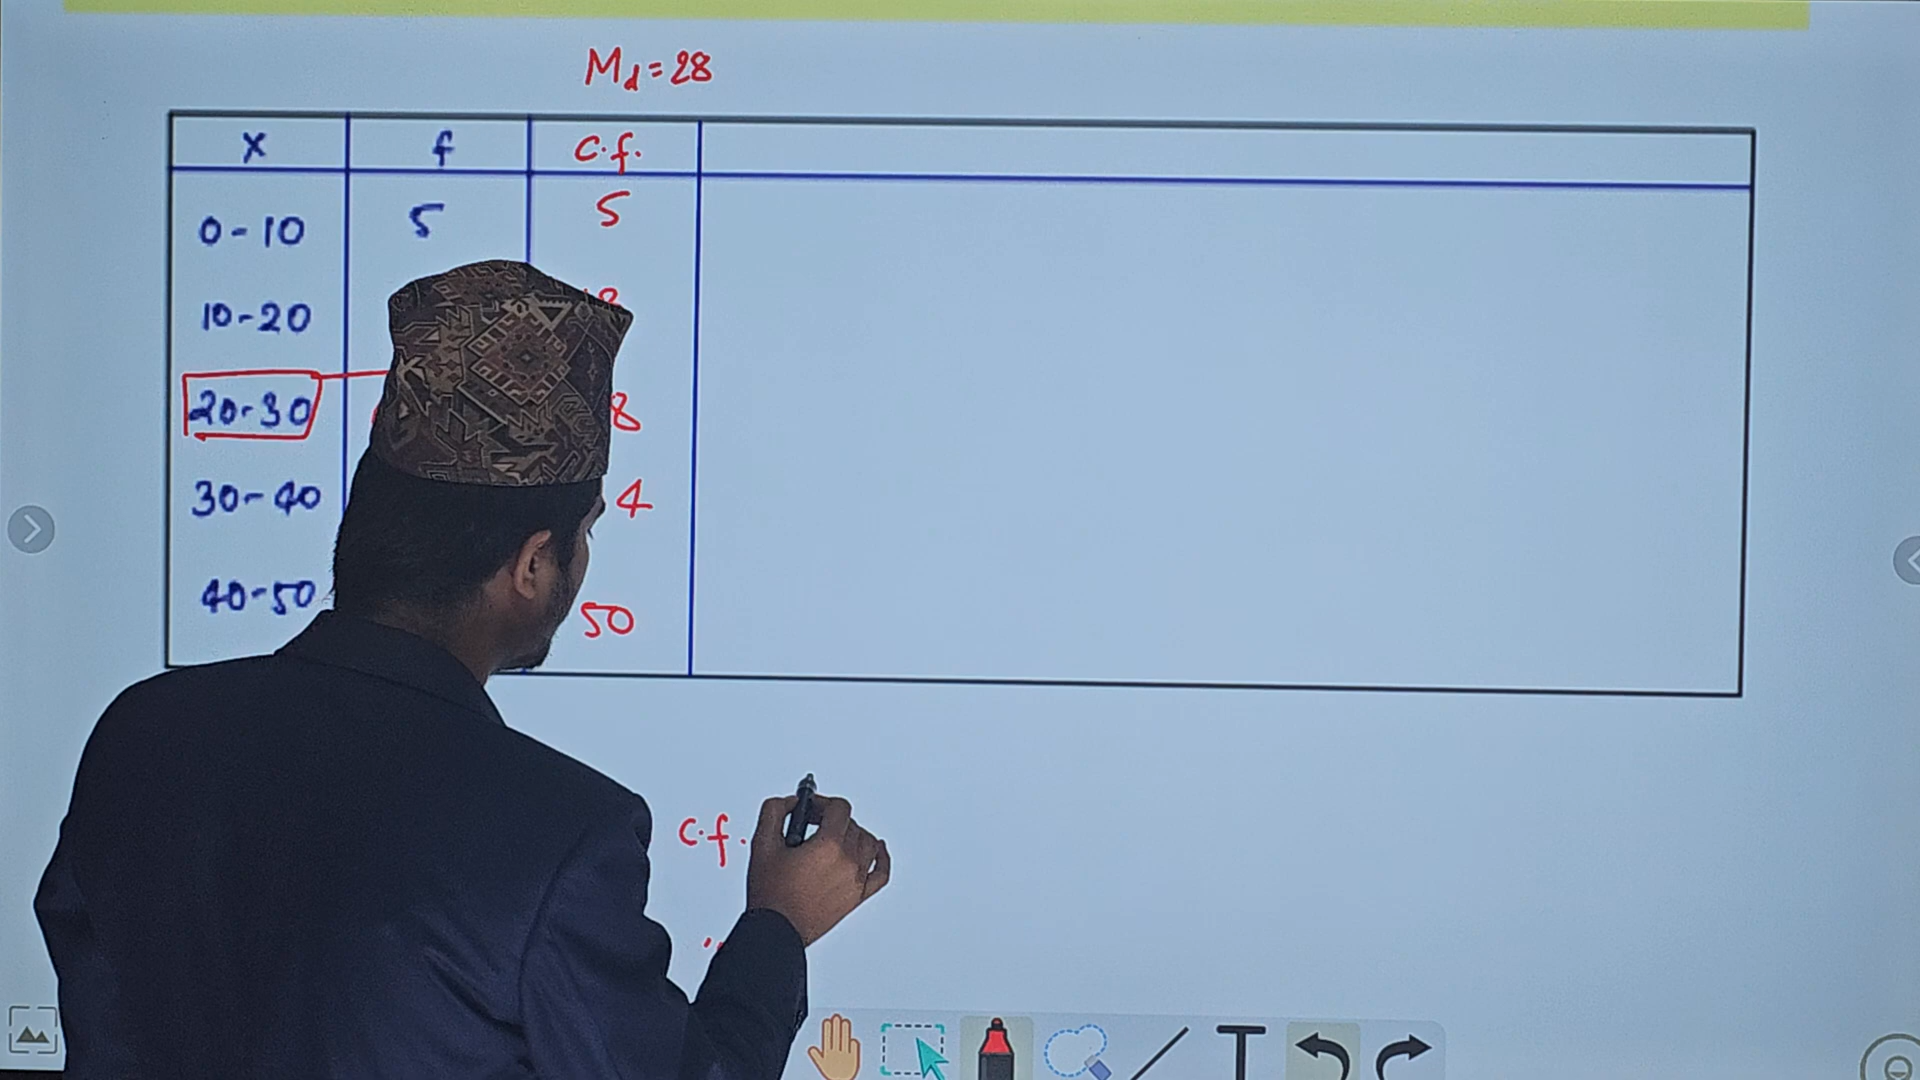 Md = 28
x f c.f.
0-10 5 5
10-20
20-30 8
30-40 4
40-50 50
c.f.
T